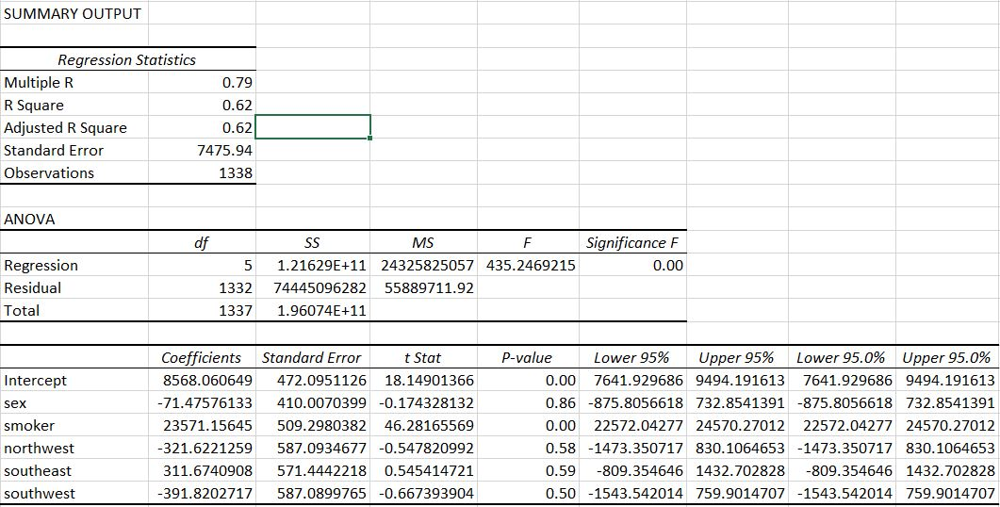 SUMMARY OUTPUT
Regression Statistics
Multiple R 0.79
R Square 0.62
Adjusted R Square 0.62
Standard Error 7475.94
Observations 1338
ANOVA
df SS MS F Significance F
Regression 5 1.21629E+11 24325825057 435.2469215 0.00
Residual 1332 74445096282 55889711.92
Total 1337 1.96074E+11
Coefficients Standard Error t Stat P-value Lower 95% Upper 95% Lower 95.0% Upper 95.0%
Intercept 8568.060649 472.0951126 18.14901366 0.00 7641.929686 9494.191613 7641.929686 9494.191613
sex -71.47576133 410.0070399 -0.174328132 0.86 -875.8056618 732.8541391 -875.8056618 732.8541391
smoker 23571.15645 509.2980382 46.28165569 0.00 22572.04277 24570.27012 22572.04277 24570.27012
northwest -321.6221259 587.0934677 -0.547820992 0.58 -1473.350717 830.1064653 -1473.350717 830.1064653
southeast 311.6740908 571.4442218 0.545414721 0.59 -809.354646 1432.702828 -809.354646 1432.702828
southwest -391.8202717 587.0899765 -0.667393904 0.50 -1543.542014 759.9014707 -1543.542014 759.9014707